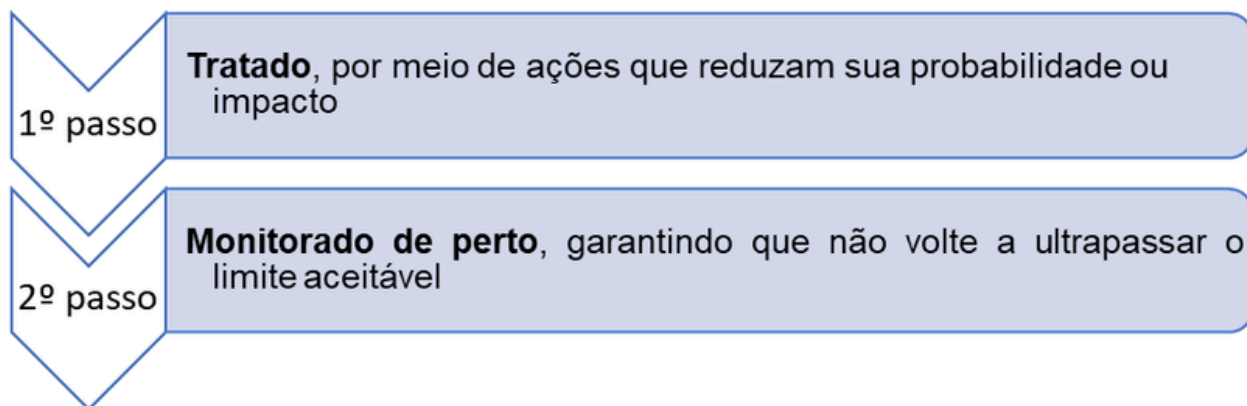 Tratado, por meio de ações que reduzam sua probabilidade ou
impacto
1º passo
Monitorado de perto, garantindo que não volte a ultrapassar o
limite aceitável
2º passo